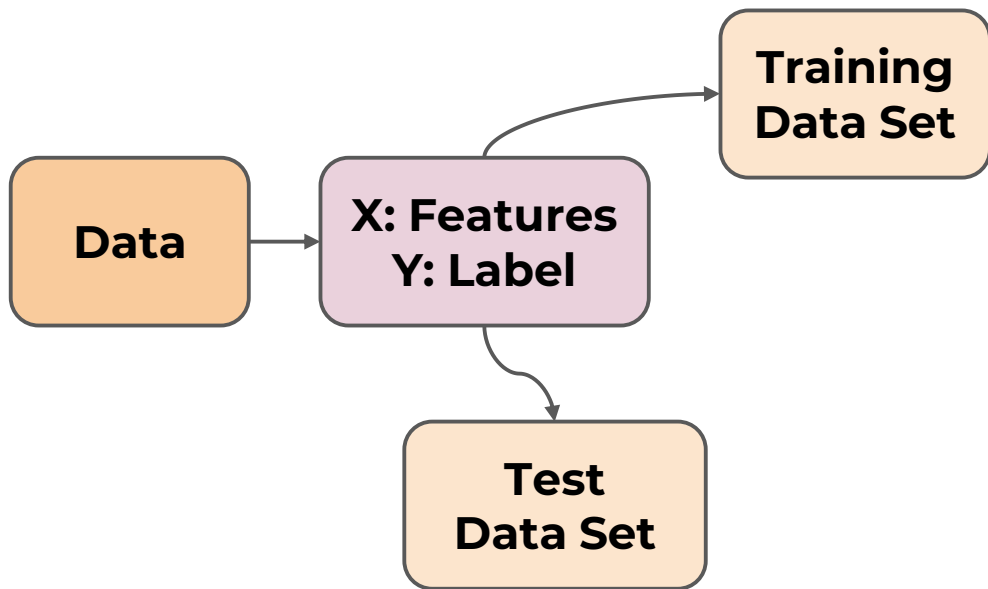 Training
Data Set
Data
X: Features
Y: Label
Test
Data Set